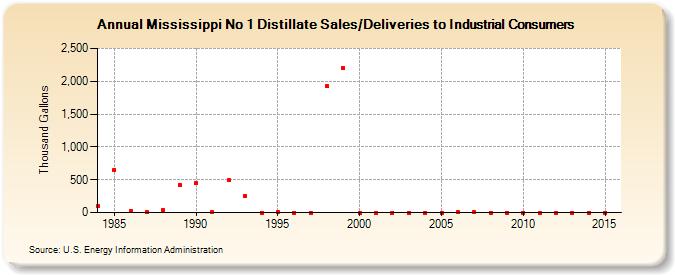 Annual Mississippi No 1 Distillate Sales/Deliveries to Industrial Consumers
Thousand Gallons
2,500
2,000
1,500
1,000
500
0
1985 1990 1995 2000 2005 2010 2015
Source: U.S. Energy Information Administration